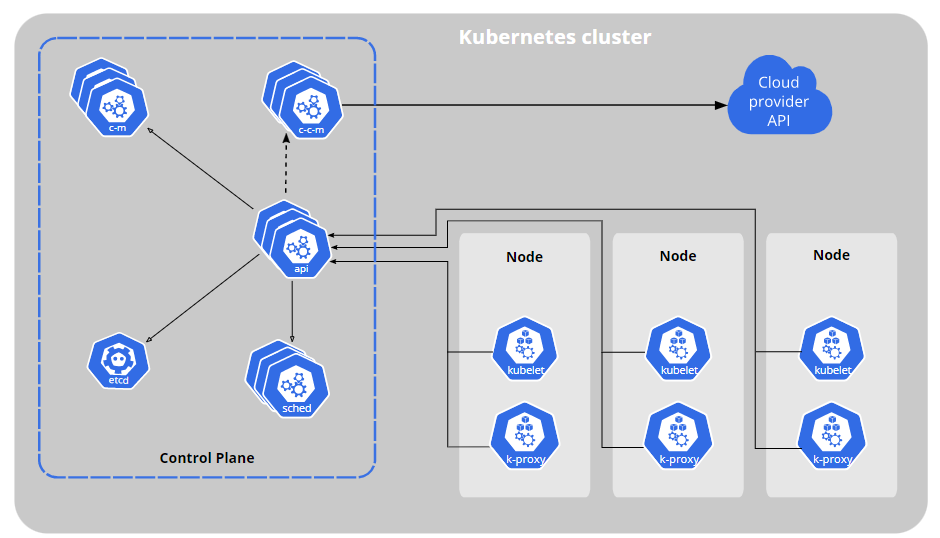 Kubernetes cluster
c-m
c-c-m
Cloud
provider
API
api
etcd
sched
Control Plane
Node
kubelet
k-proxy
Node
kubelet
k-proxy
Node
kubelet
k-proxy